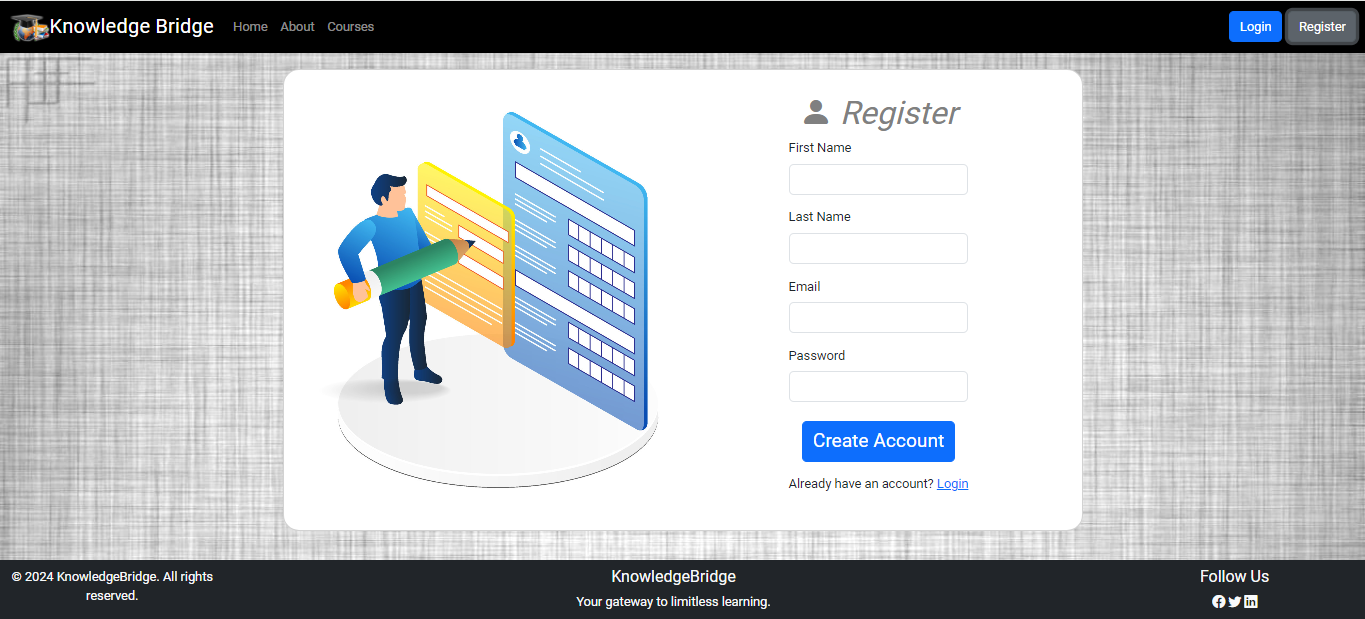 Knowledge Bridge
Home
About
Courses
Login
Register
Register
First Name
Last Name
Email
Password
Create Account
Already have an account? Login
© 2024 KnowledgeBridge. All rights
reserved.
KnowledgeBridge
Your gateway to limitless learning.
Follow Us